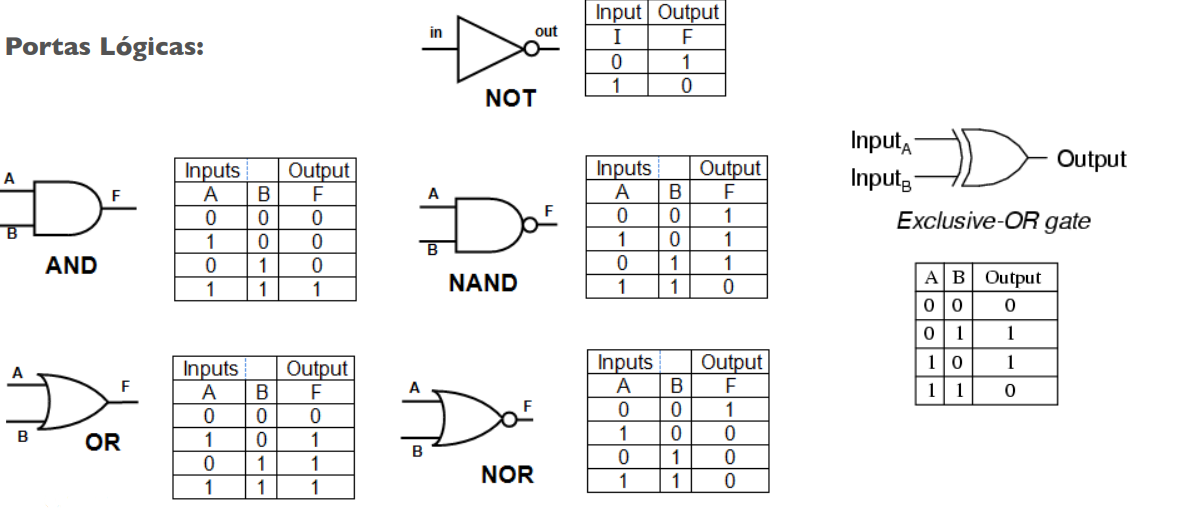 Portas Lógicas:
in
out
NOT
Input Output
I F
0 1
1 0
A
B
F
AND
Inputs Output
A B F
0 0 0
1 0 0
0 1 0
1 1 1
A
B
F
NAND
Inputs Output
A B F
0 0 1
1 0 1
0 1 1
1 1 0
InputA
InputB
Output
Exclusive-OR gate
A B Output
0 0 0
0 1 1
1 0 1
1 1 0
A
B
F
OR
Inputs Output
A B F
0 0 0
1 0 1
0 1 1
1 1 1
A
B
F
NOR
Inputs Output
A B F
0 0 1
1 0 0
0 1 0
1 1 0